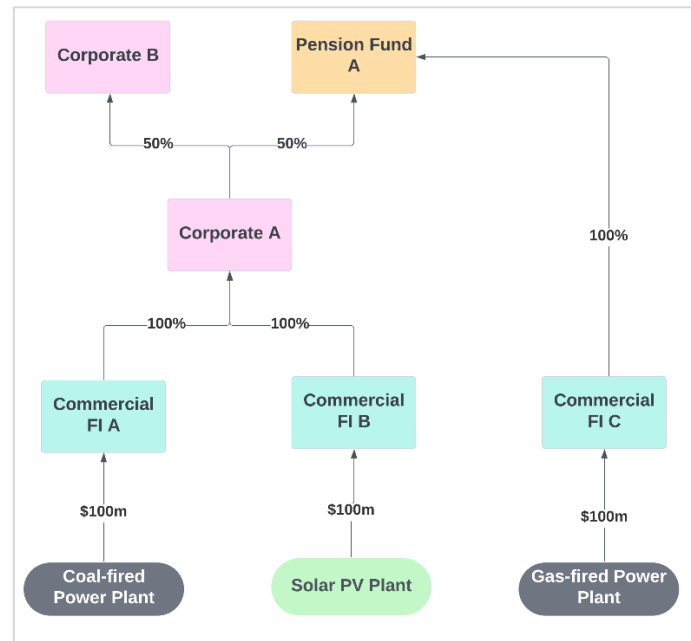 Corporate B
Pension Fund
A
50%
50%
Corporate A
100%
100%
100%
Commercial
FI A
Commercial
FI B
Commercial
FI C
$100m
$100m
$100m
Coal-fired
Power Plant
Solar PV Plant
Gas-fired Power
Plant